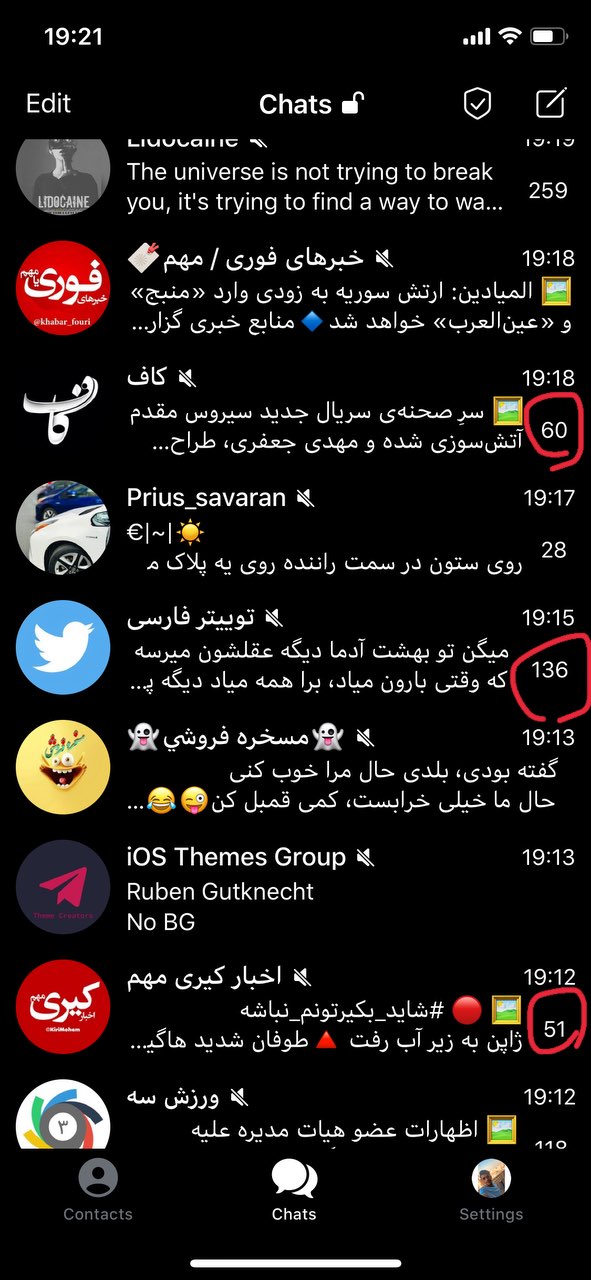 19:21
Edit
Chats
Lidocaine
19:19
LIDOCAINE
The universe is not trying to break
you, it's trying to find a way to wa...
259
خبرهای فوری / مهم
19:18
فوری
یا مهم
خبرهای
@khabar_fouri
المیادین: ارتش سوریه به زودی وارد «منبج»
و «عین‌العرب» خواهد شد 🔷 منابع خبری گزار...
کاف
19:18
کاف
سرِ صحنه‌ی سریال جدید سیروس مقدم
آتش‌سوزی شده و مهدی جعفری، طراح...
60
Prius_savaran
19:17
€|~|☀️
روی ستون در سمت راننده روی یه پلاک م
28
توییتر فارسی
19:15
میگن تو بهشت آدما دیگه عقلشون میرسه
که وقتی بارون میاد، برا همه میاد دیگه پ...
136
👻مسخره فروشي👻
19:13
گفته بودی، بلدی حال مرا خوب کنی
حال ما خیلی خرابست، کمی قمبل کن😜😂...
iOS Themes Group
19:13
Theme Creators
Ruben Gutknecht
No BG
اخبار کیری مهم
19:12
کیری
مهم
اخبار
@KiriMohem
🔴 #شاید_بکیرتونم_نباشه
ژاپن به زیر آب رفت 🔺 طوفان شدید هاگی...
51
ورزش سه
19:12
۳
اظهارات عضو هیات مدیره علیه
118
Contacts
Chats
Settings